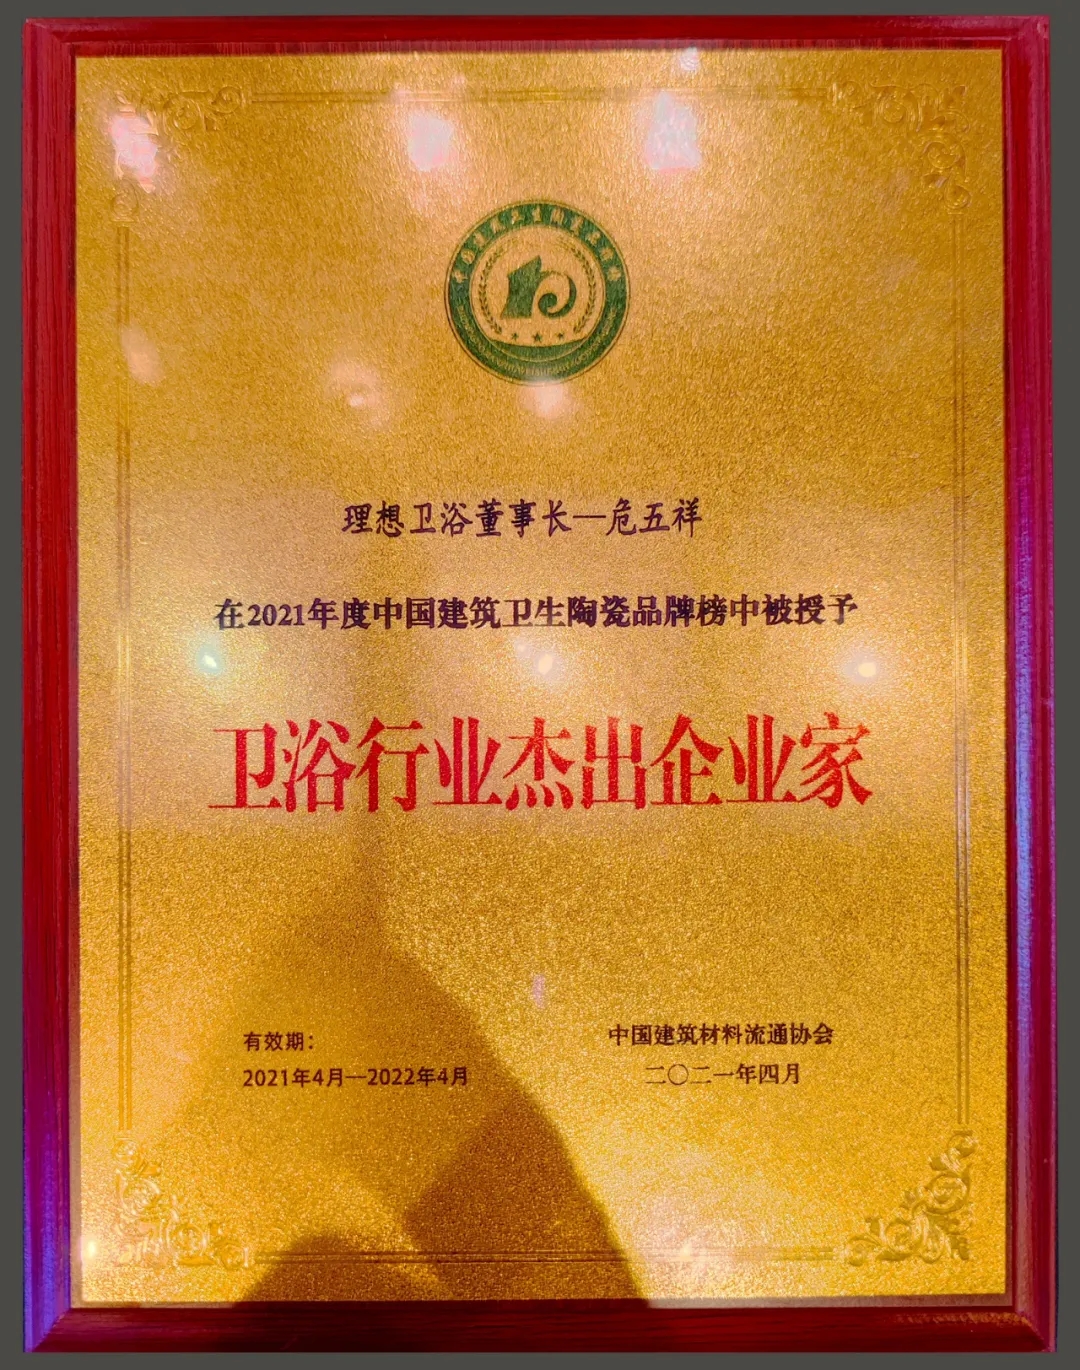 理想卫浴董事长—危五祥
在2021年度中国建筑卫生陶瓷品牌榜中被授予
卫浴行业杰出企业家
有效期：
2021年4月—2022年4月
中国建筑材料流通协会
二〇二一年四月